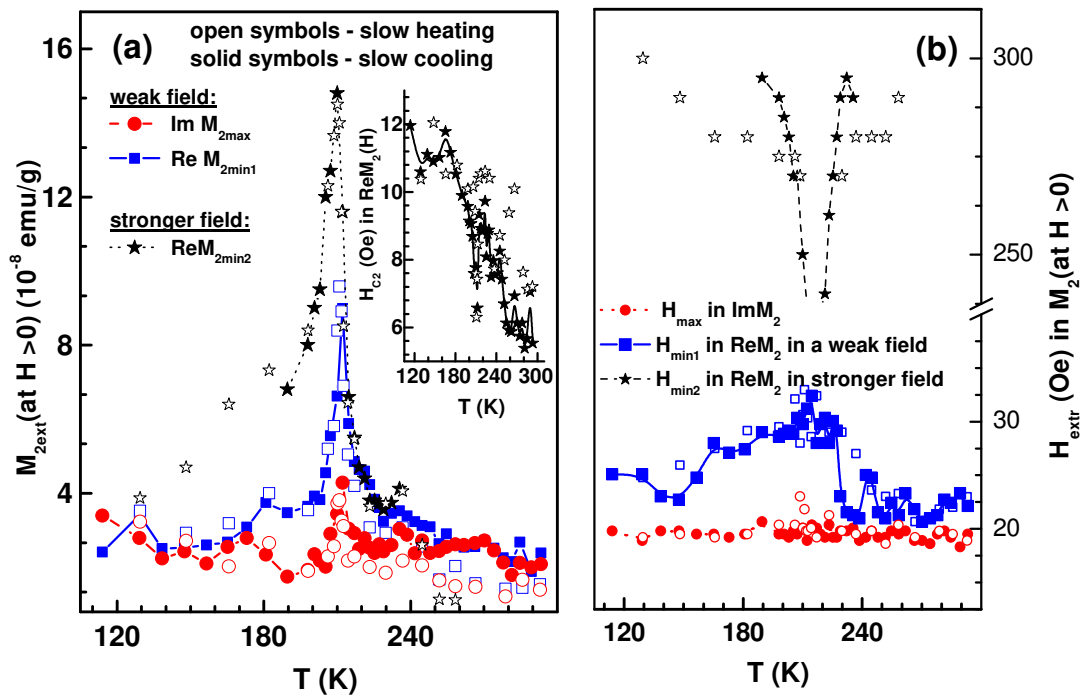 (a)
open symbols - slow heating
solid symbols - slow cooling
weak field:
Im M2max
Re M2min1
stronger field:
ReM2min2
M2ext(at H >0) (10^-8 emu/g)
16
12
8
4
120 180 240
T (K)
HC2 (Oe) in ReM2(H)
12
10
8
6
120 180 240 300
T (K)
(b)
300
250
30
20
Hmax in ImM2
Hmin1 in ReM2 in a weak field
Hmin2 in ReM2 in stronger field
Hextr (Oe) in M2(at H >0)
120 180 240
T (K)